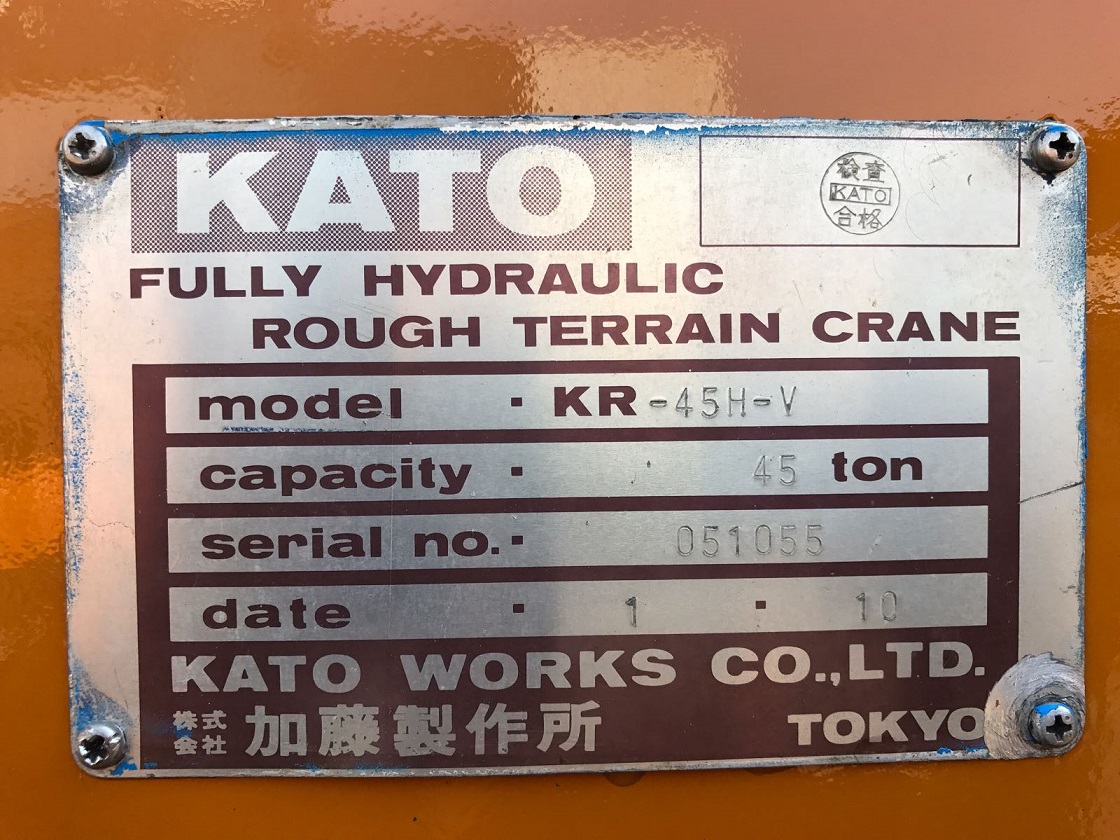 KATO
検査
KATO
合格
FULLY HYDRAULIC
ROUGH TERRAIN CRANE
model · KR-45H-V
capacity · 45 ton
serial no. · 051055
date · 1 · 10
KATO WORKS CO.,LTD.
株式会社 加藤製作所 TOKYO